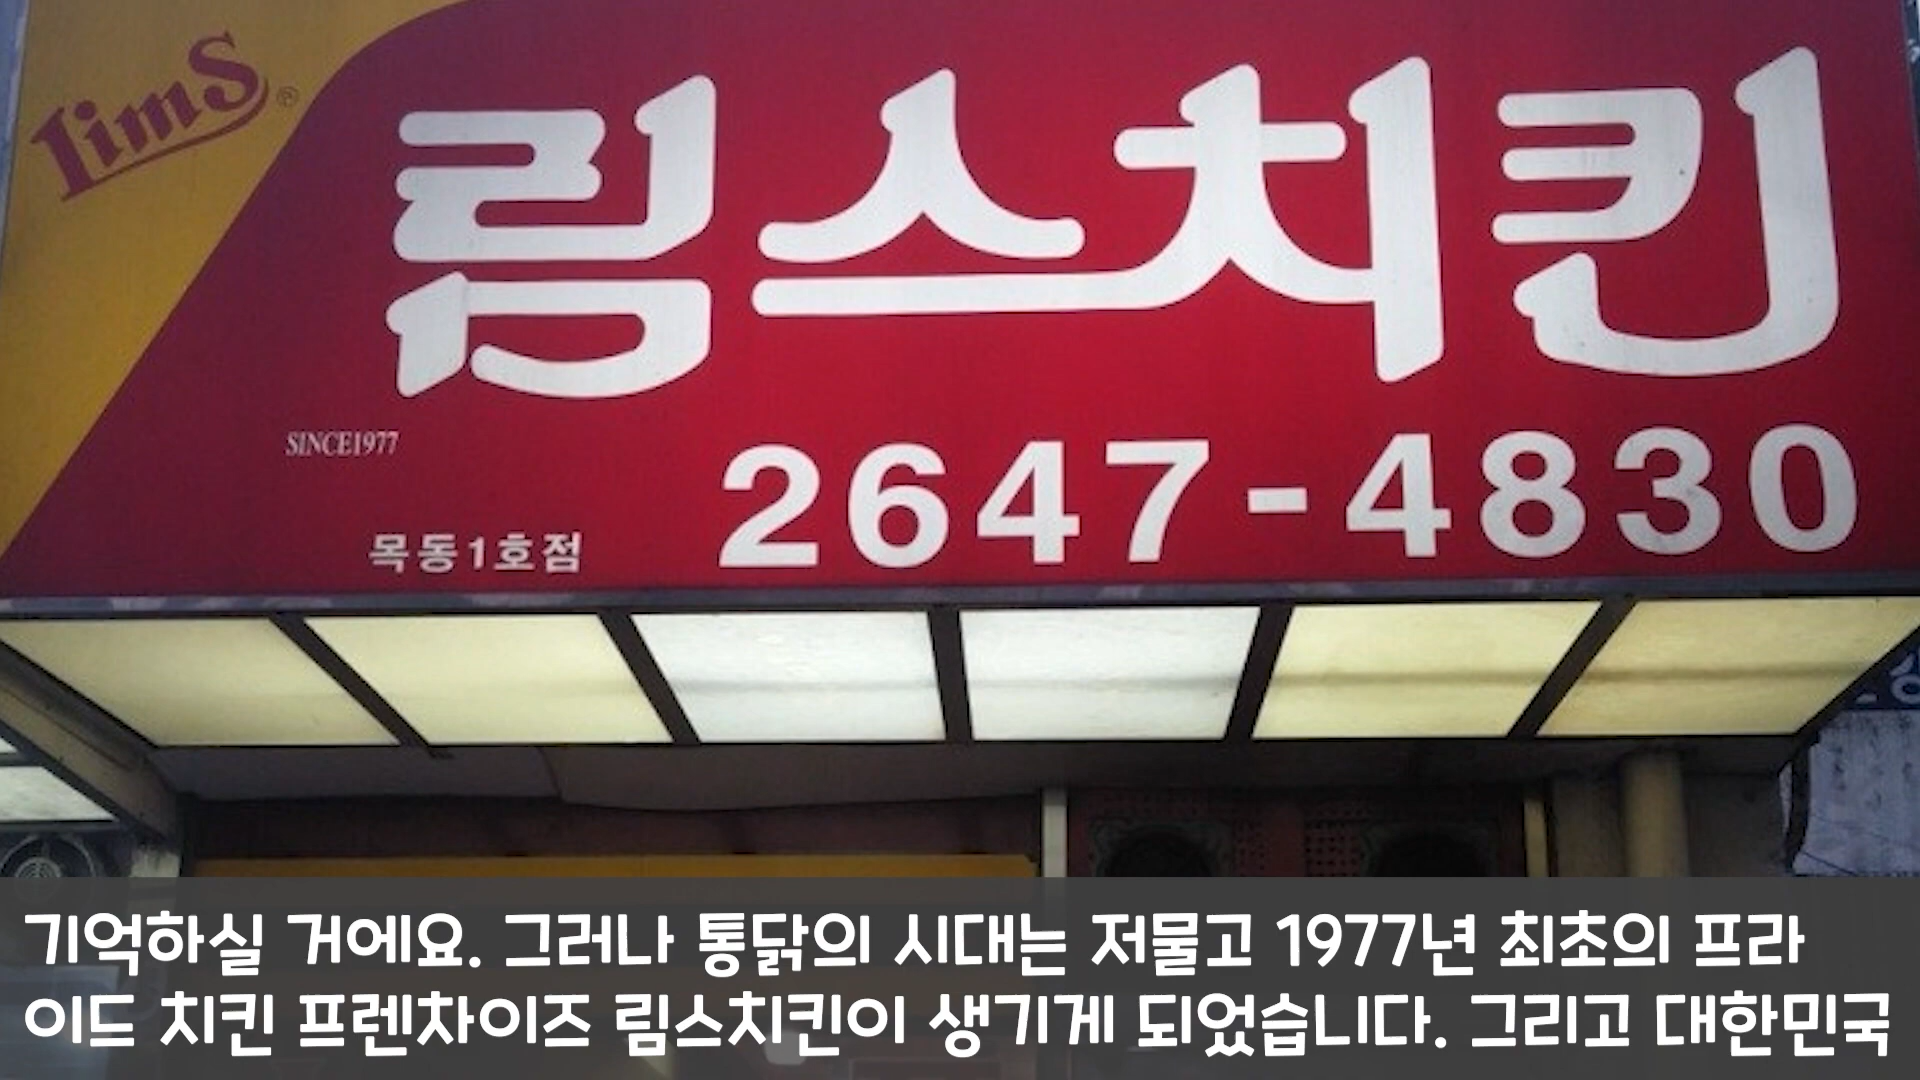 limS®
림스치킨
SINCE1977
목동1호점
2647-4830
기억하실 거에요. 그러나 통닭의 시대는 저물고 1977년 최초의 프라
이드 치킨 프렌차이즈 림스치킨이 생기게 되었습니다. 그리고 대한민국